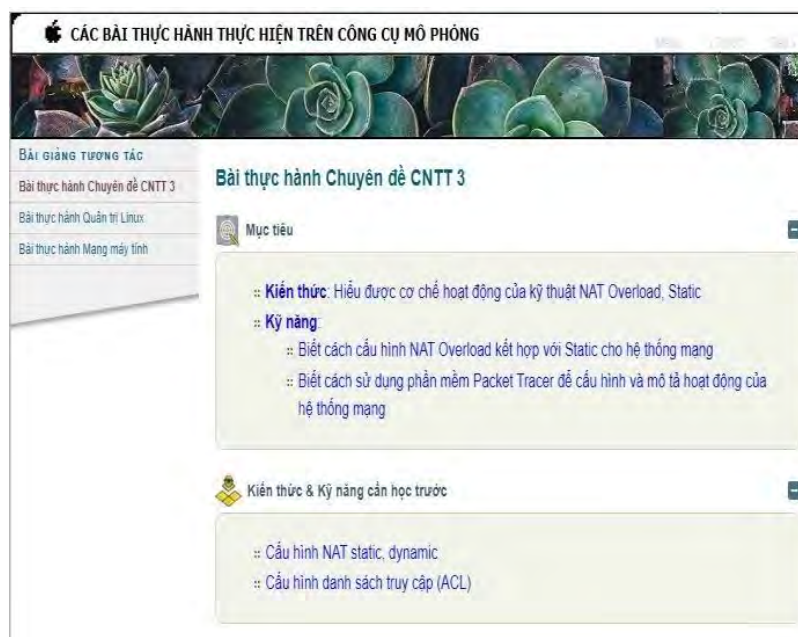 CÁC BÀI THỰC HÀNH THỰC HIỆN TRÊN CÔNG CỤ MÔ PHỎNG
BÀI GIẢNG TƯƠNG TÁC
Bài thực hành Chuyên đề CNTT 3
Bài thực hành Quản trị Linux
Bài thực hành Mạng máy tính
Bài thực hành Chuyên đề CNTT 3
Mục tiêu
:: Kiến thức: Hiểu được cơ chế hoạt động của kỹ thuật NAT Overload, Static
:: Kỹ năng:
:: Biết cách cấu hình NAT Overload kết hợp với Static cho hệ thống mạng
:: Biết cách sử dụng phần mềm Packet Tracer để cấu hình và mô tả hoạt động của
hệ thống mạng
Kiến thức & Kỹ năng cần học trước
:: Cấu hình NAT static, dynamic
:: Cấu hình danh sách truy cập (ACL)